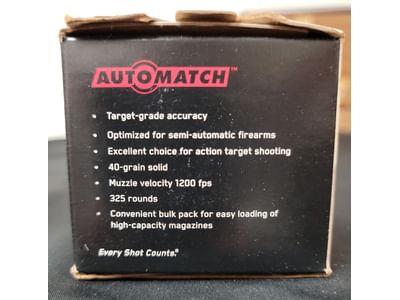 AUTOMATCH™
• Target-grade accuracy
• Optimized for semi-automatic firearms
• Excellent choice for action target shooting
• 40-grain solid
• Muzzle velocity 1200 fps
• 325 rounds
• Convenient bulk pack for easy loading of
high-capacity magazines
Every Shot Counts.®